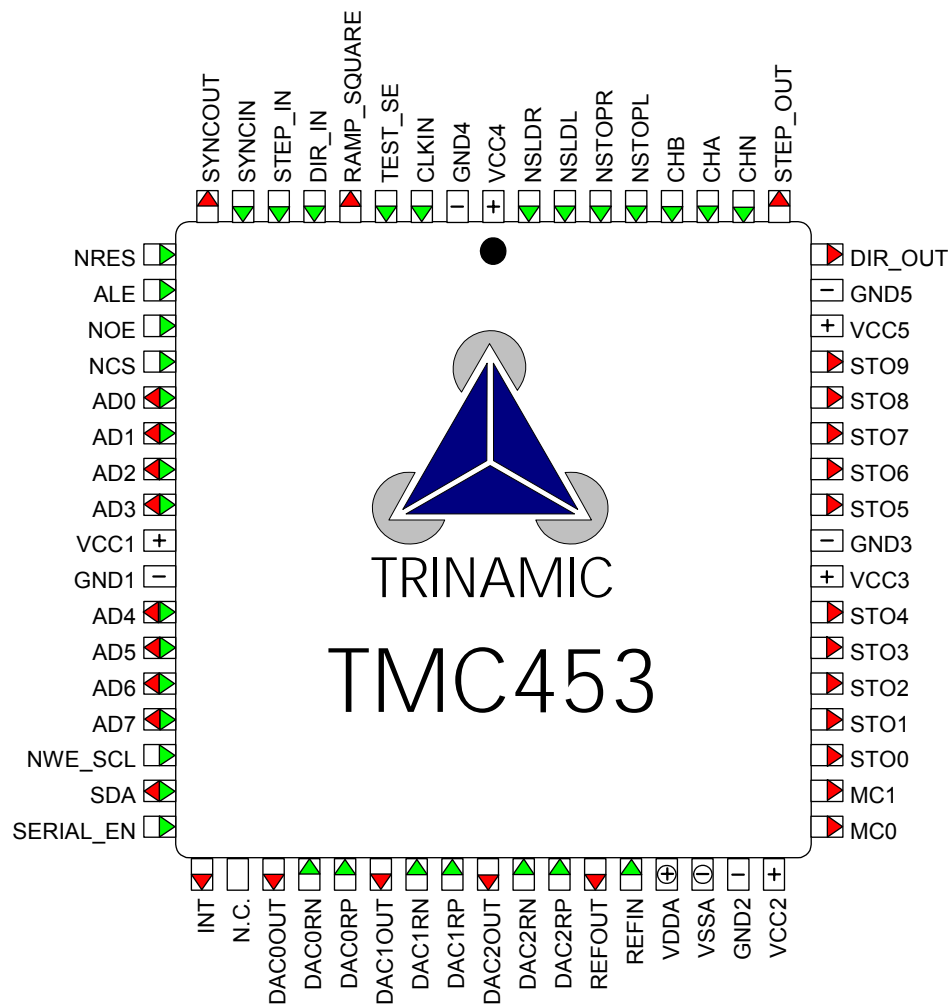 SYNCOUT
SYNCIN
STEP_IN
DIR_IN
RAMP_SQUARE
TEST_SE
CLKIN
GND4
VCC4
NSLDR
NSLDL
NSTOPR
NSTOPL
CHB
CHA
CHN
STEP_OUT
NRES
ALE
NOE
NCS
AD0
AD1
AD2
AD3
VCC1
GND1
AD4
AD5
AD6
AD7
NWE_SCL
SDA
SERIAL_EN
TRINAMIC
TMC453
DIR_OUT
GND5
VCC5
STO9
STO8
STO7
STO6
STO5
GND3
VCC3
STO4
STO3
STO2
STO1
STO0
MC1
MC0
INT
N.C.
DAC0OUT
DAC0RN
DAC0RP
DAC1OUT
DAC1RN
DAC1RP
DAC2OUT
DAC2RN
DAC2RP
REFOUT
REFIN
VDDA
VSSA
GND2
VCC2